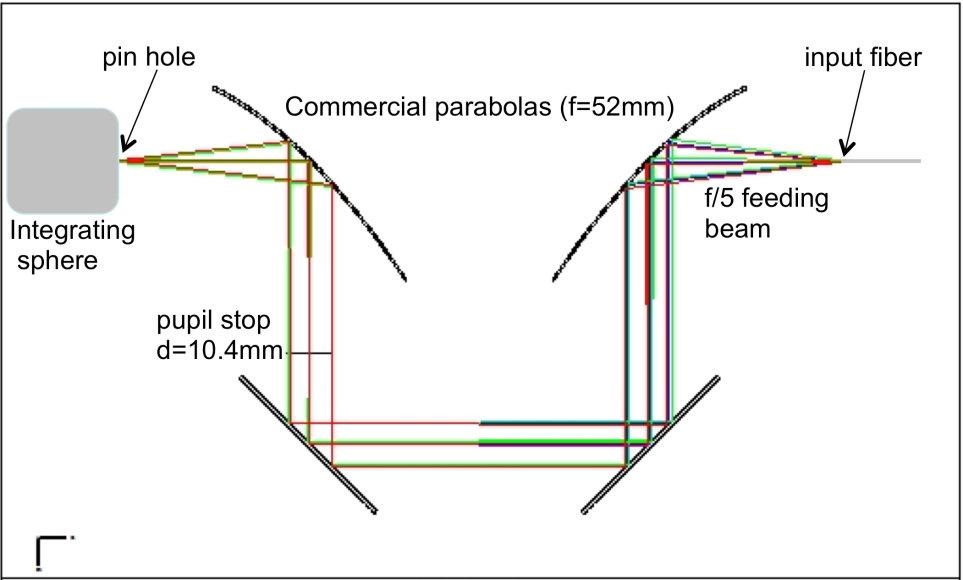 pin hole
input fiber
Commercial parabolas (f=52mm)
f/5 feeding
beam
Integrating
sphere
pupil stop
d=10.4mm